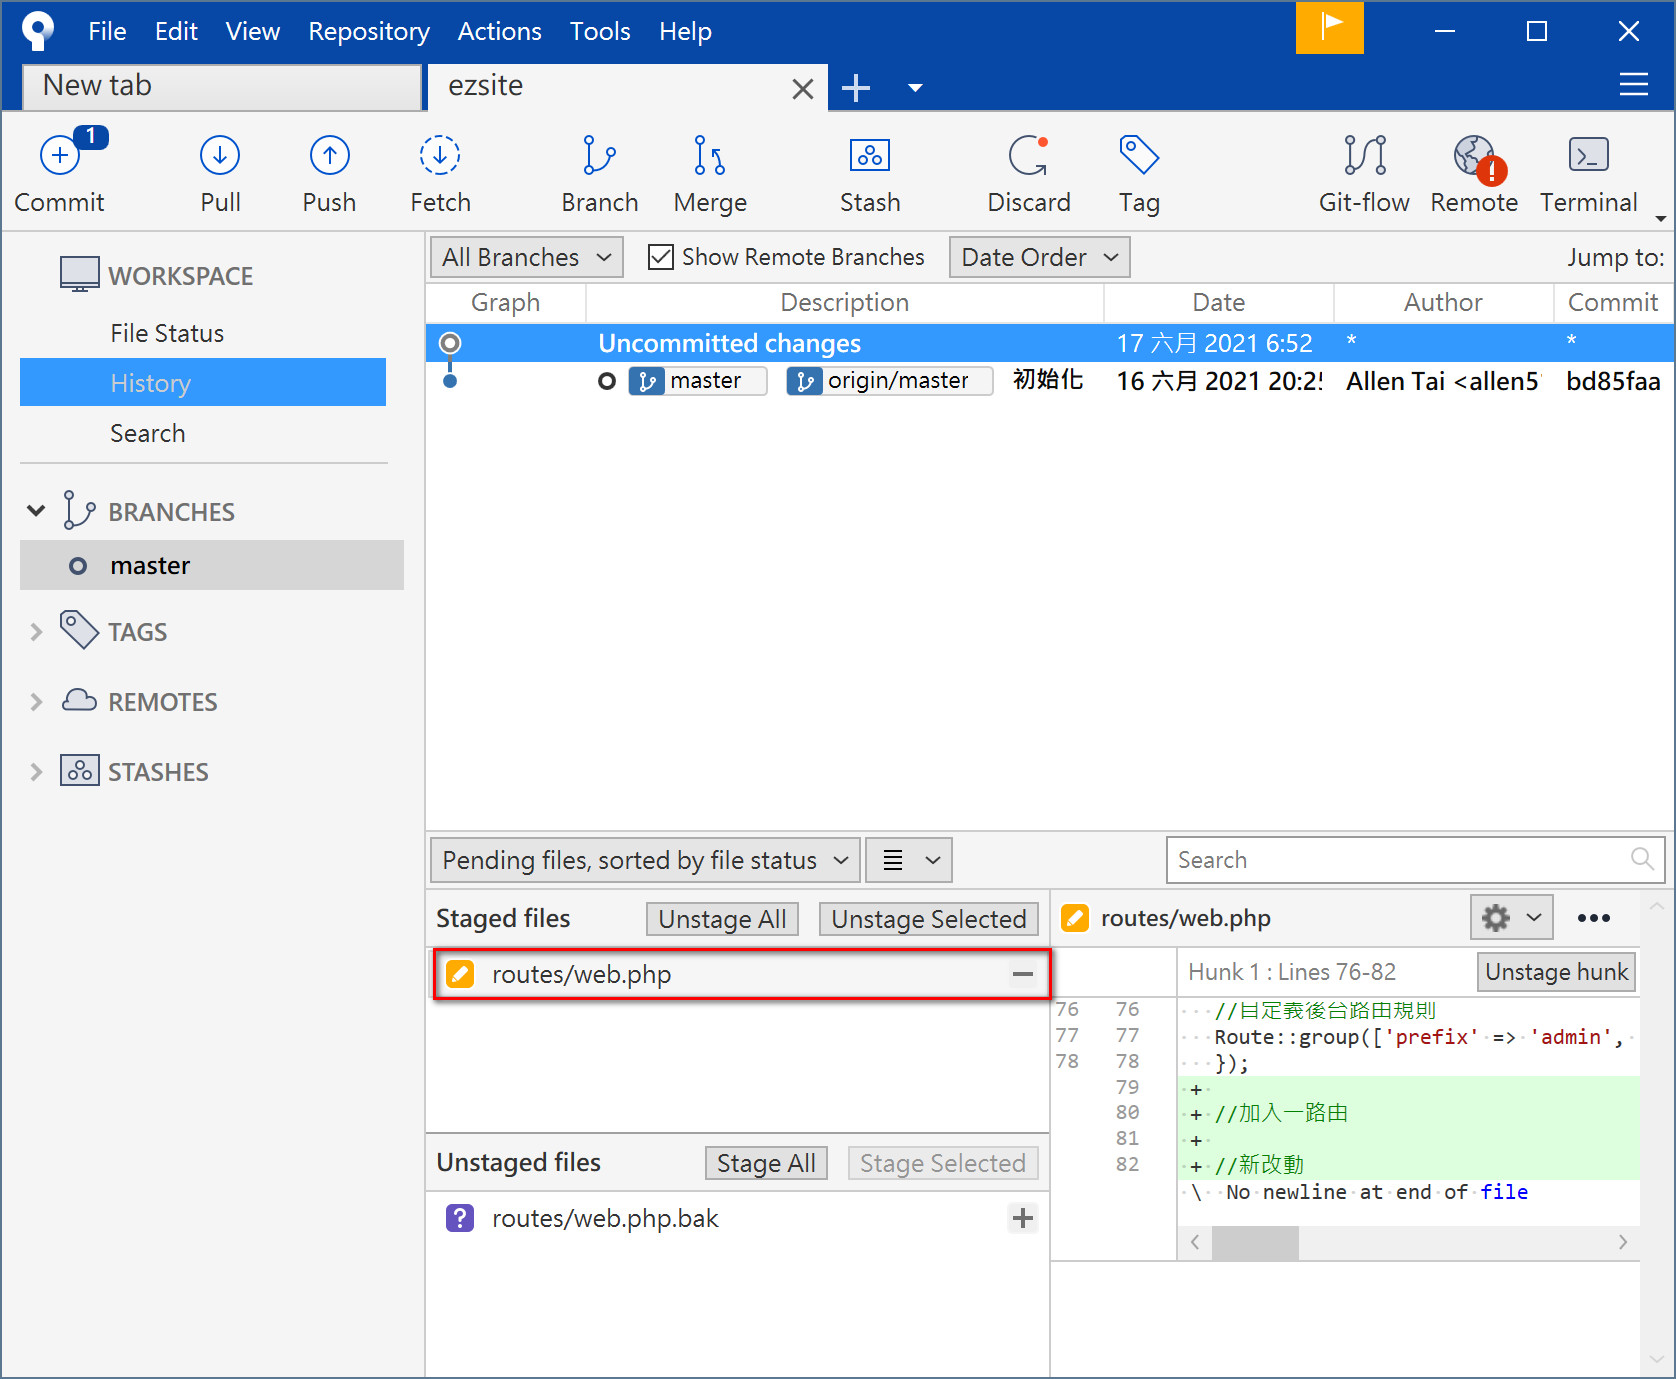 File Edit View Repository Actions Tools Help
New tab
ezsite
1
Commit Pull Push Fetch Branch Merge Stash Discard Tag Git-flow Remote Terminal
WORKSPACE
File Status
History
Search
BRANCHES
master
TAGS
REMOTES
STASHES
All Branches Show Remote Branches Date Order Jump to:
Graph Description Date Author Commit
Uncommitted changes 17 六月 2021 6:52 * *
master origin/master 初始化 16 六月 2021 20:25 Allen Tai <allen5 bd85faa
Pending files, sorted by file status
Search
Staged files Unstage All Unstage Selected
routes/web.php
Unstaged files Stage All Stage Selected
routes/web.php.bak
routes/web.php
Hunk 1 : Lines 76-82 Unstage hunk
76 76 //自定義後台路由規則
77 77 Route::group(['prefix' => 'admin',
78 78 });
79 +
80 + //加入一路由
81 +
82 + //新改動
\ No newline at end of file